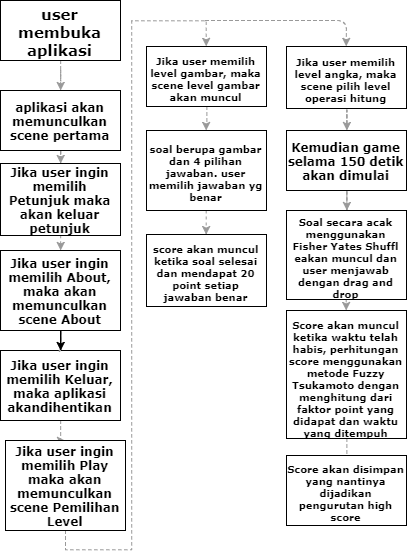 user
membuka
aplikasi
aplikasi akan
memunculkan
scene pertama
Jika user ingin
memilih
Petunjuk maka
akan keluar
petunjuk
Jika user ingin
memilih About,
maka akan
memunculkan
scene About
Jika user ingin
memilih Keluar,
maka aplikasi
akandihentikan
Jika user ingin
memilih Play
maka akan
memunculkan
scene Pemilihan
Level
Jika user memilih
level gambar, maka
scene level gambar
akan muncul
soal berupa gambar
dan 4 pilihan
jawaban. user
memilih jawaban yg
benar
score akan muncul
ketika soal selesai
dan mendapat 20
point setiap
jawaban benar
Jika user memilih
level angka, maka
scene pilih level
operasi hitung
Kemudian game
selama 150 detik
akan dimulai
Soal secara acak
menggunakan
Fisher Yates Shuffl
eakan muncul dan
user menjawab
dengan drag and
drop
Score akan muncul
ketika waktu telah
habis, perhitungan
score menggunakan
metode Fuzzy
Tsukamoto dengan
menghitung dari
faktor point yang
didapat dan waktu
yang ditempuh
Score akan disimpan
yang nantinya
dijadikan
pengurutan high
score